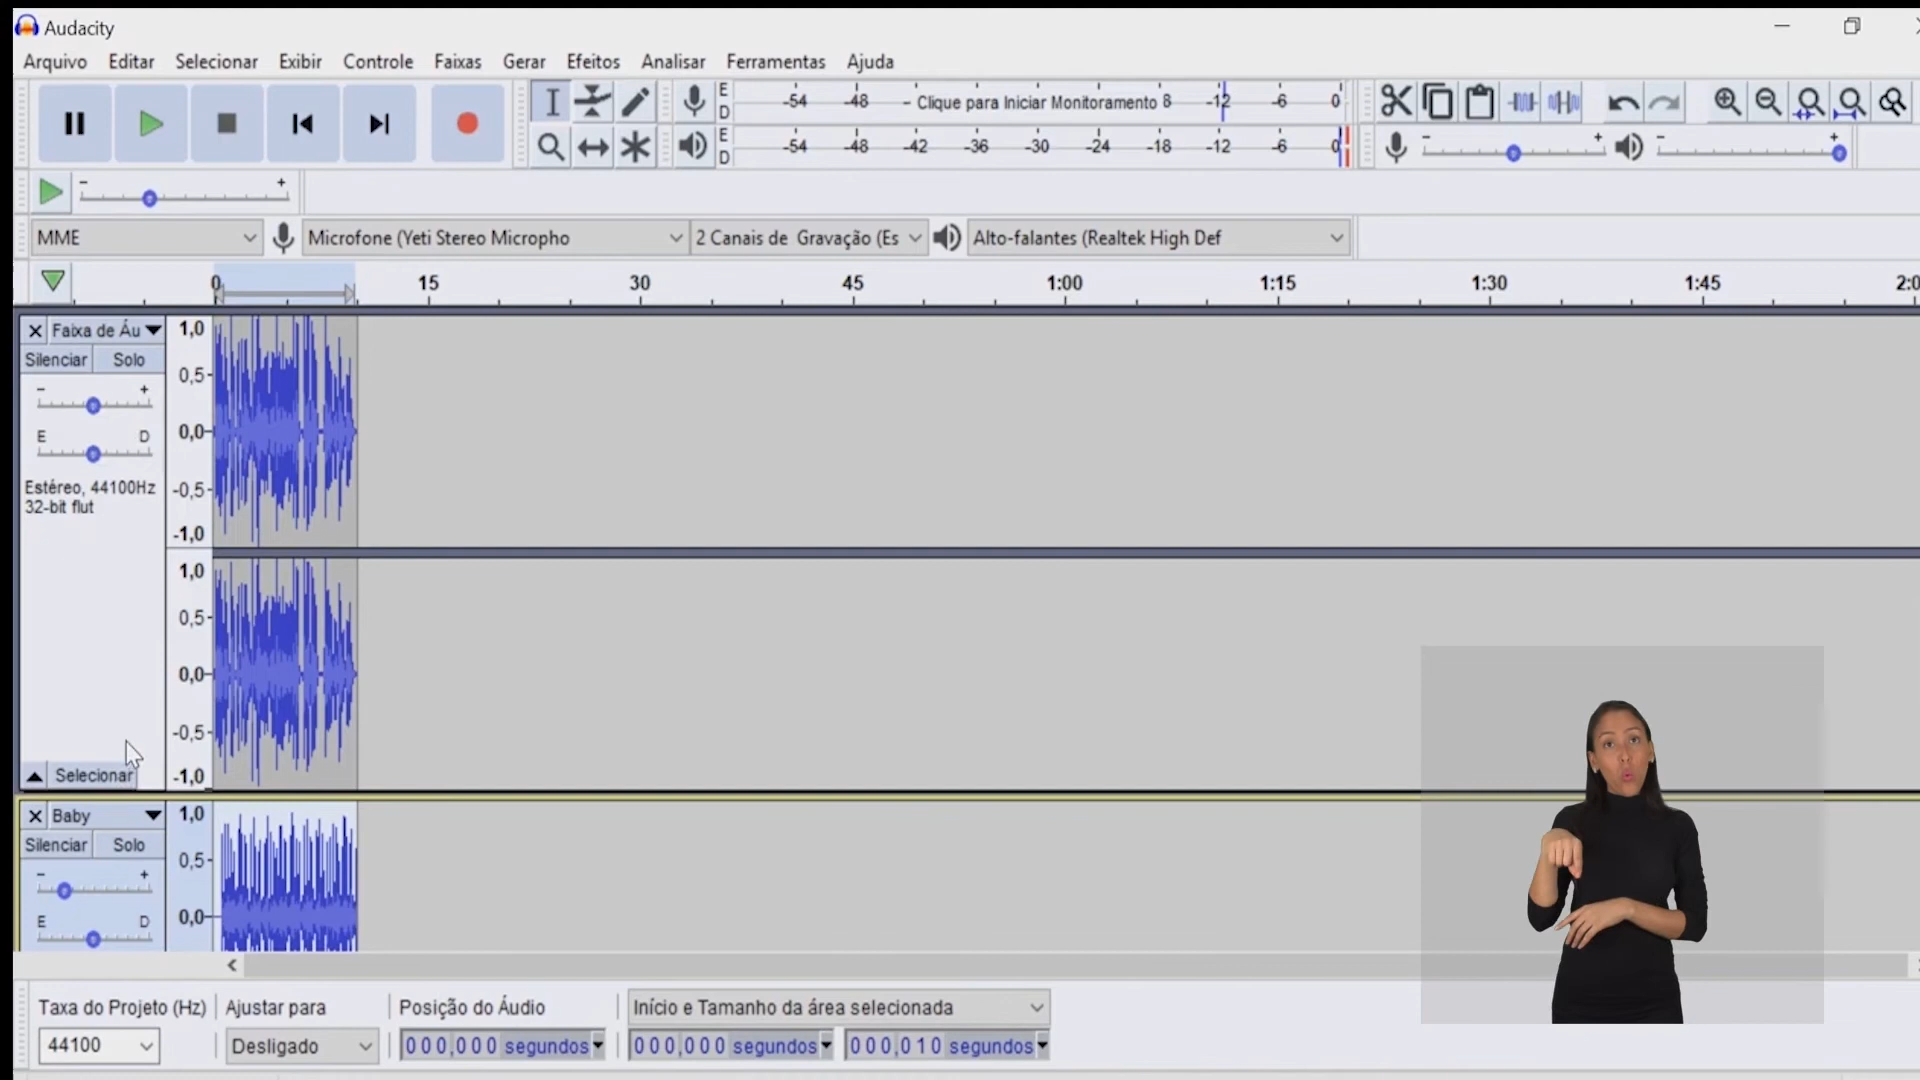 Audacity
Arquivo Editar Selecionar Exibir Controle Faixas Gerar Efeitos Analisar Ferramentas Ajuda
E D -54 -48 - Clique para Iniciar Monitoramento 8 -12 -6 0
E D -54 -48 -42 -36 -30 -24 -18 -12 -6 0
- + - +
- +
MME Microfone (Yeti Stereo Micropho 2 Canais de Gravação (Es Alto-falantes (Realtek High Def
0 15 30 45 1:00 1:15 1:30 1:45 2:0
Faixa de Áu 1,0
Silenciar Solo
0,5
- +
E D 0,0
Estéreo, 44100Hz -0,5
32-bit flut
-1,0
1,0
0,5
0,0
-0,5
Selecionar -1,0
Baby 1,0
Silenciar Solo
0,5
- +
E D 0,0
Taxa do Projeto (Hz) Ajustar para Posição do Áudio Início e Tamanho da área selecionada
44100 Desligado 000,000 segundos 000,000 segundos 000,010 segundos